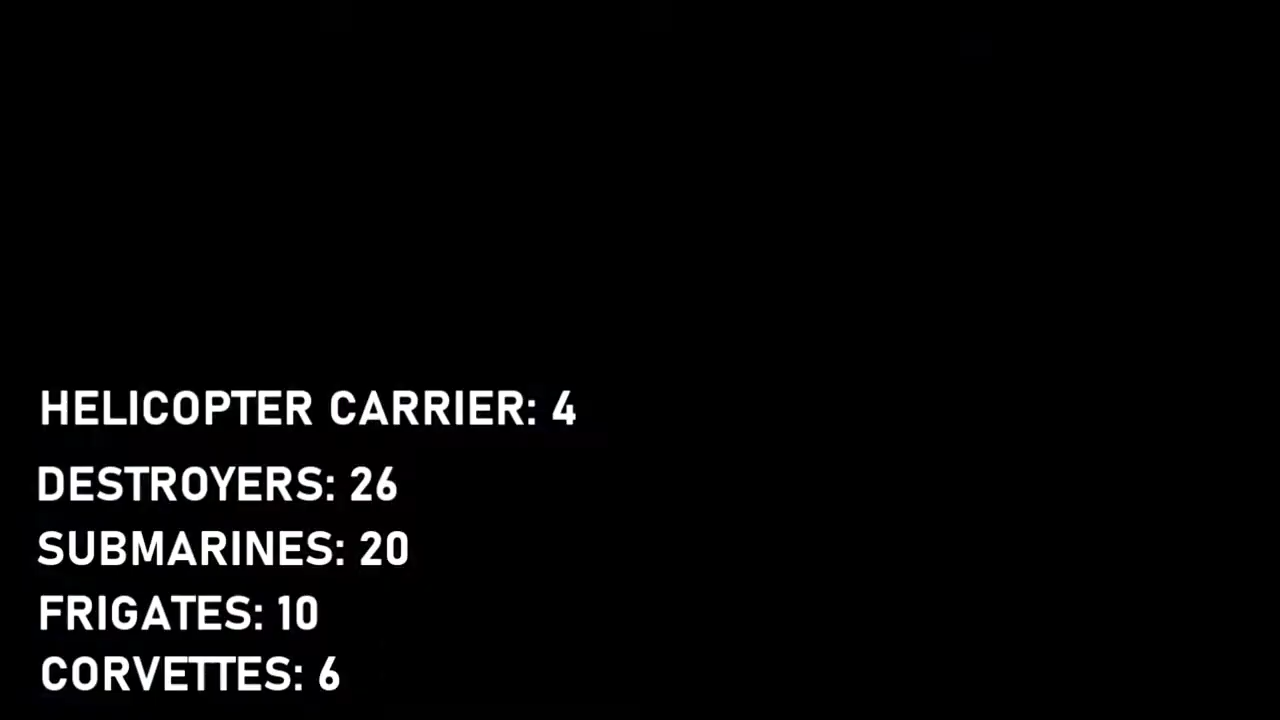 HELICOPTER CARRIER: 4
DESTROYERS: 26
SUBMARINES: 20
FRIGATES: 10
CORVETTES: 6